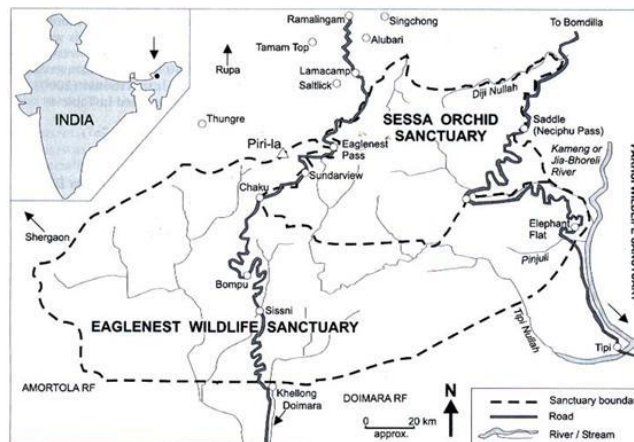 Ramalingam
Singchong
To Bomdilla
Tamam Top
Alubari
Rupa
Lamacamp
Saltlick
Diji Nullah
INDIA
SESSA ORCHID
SANCTUARY
Saddle
(Neciphu Pass)
Thungre
Kameng or
Jia-Bhoreli
River
Piri-la
Eaglenest
Pass
Sundarview
Chaku
Shergaon
Elephant
Flat
Pinjuli
Bompu
Sissni
EAGLENEST WILDLIFE SANCTUARY
Tipi Nullah
Tipi
AMORTOLA RF
Khellong
Doimara
DOIMARA RF
N
0 20 km
approx.
Sanctuary boundary
Road
River / Stream